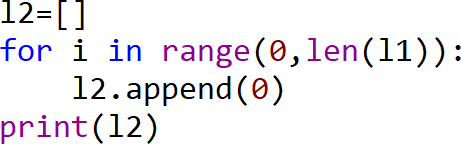 l2=[]
for i in range(0,len(l1)):
    l2.append(0)
print(l2)